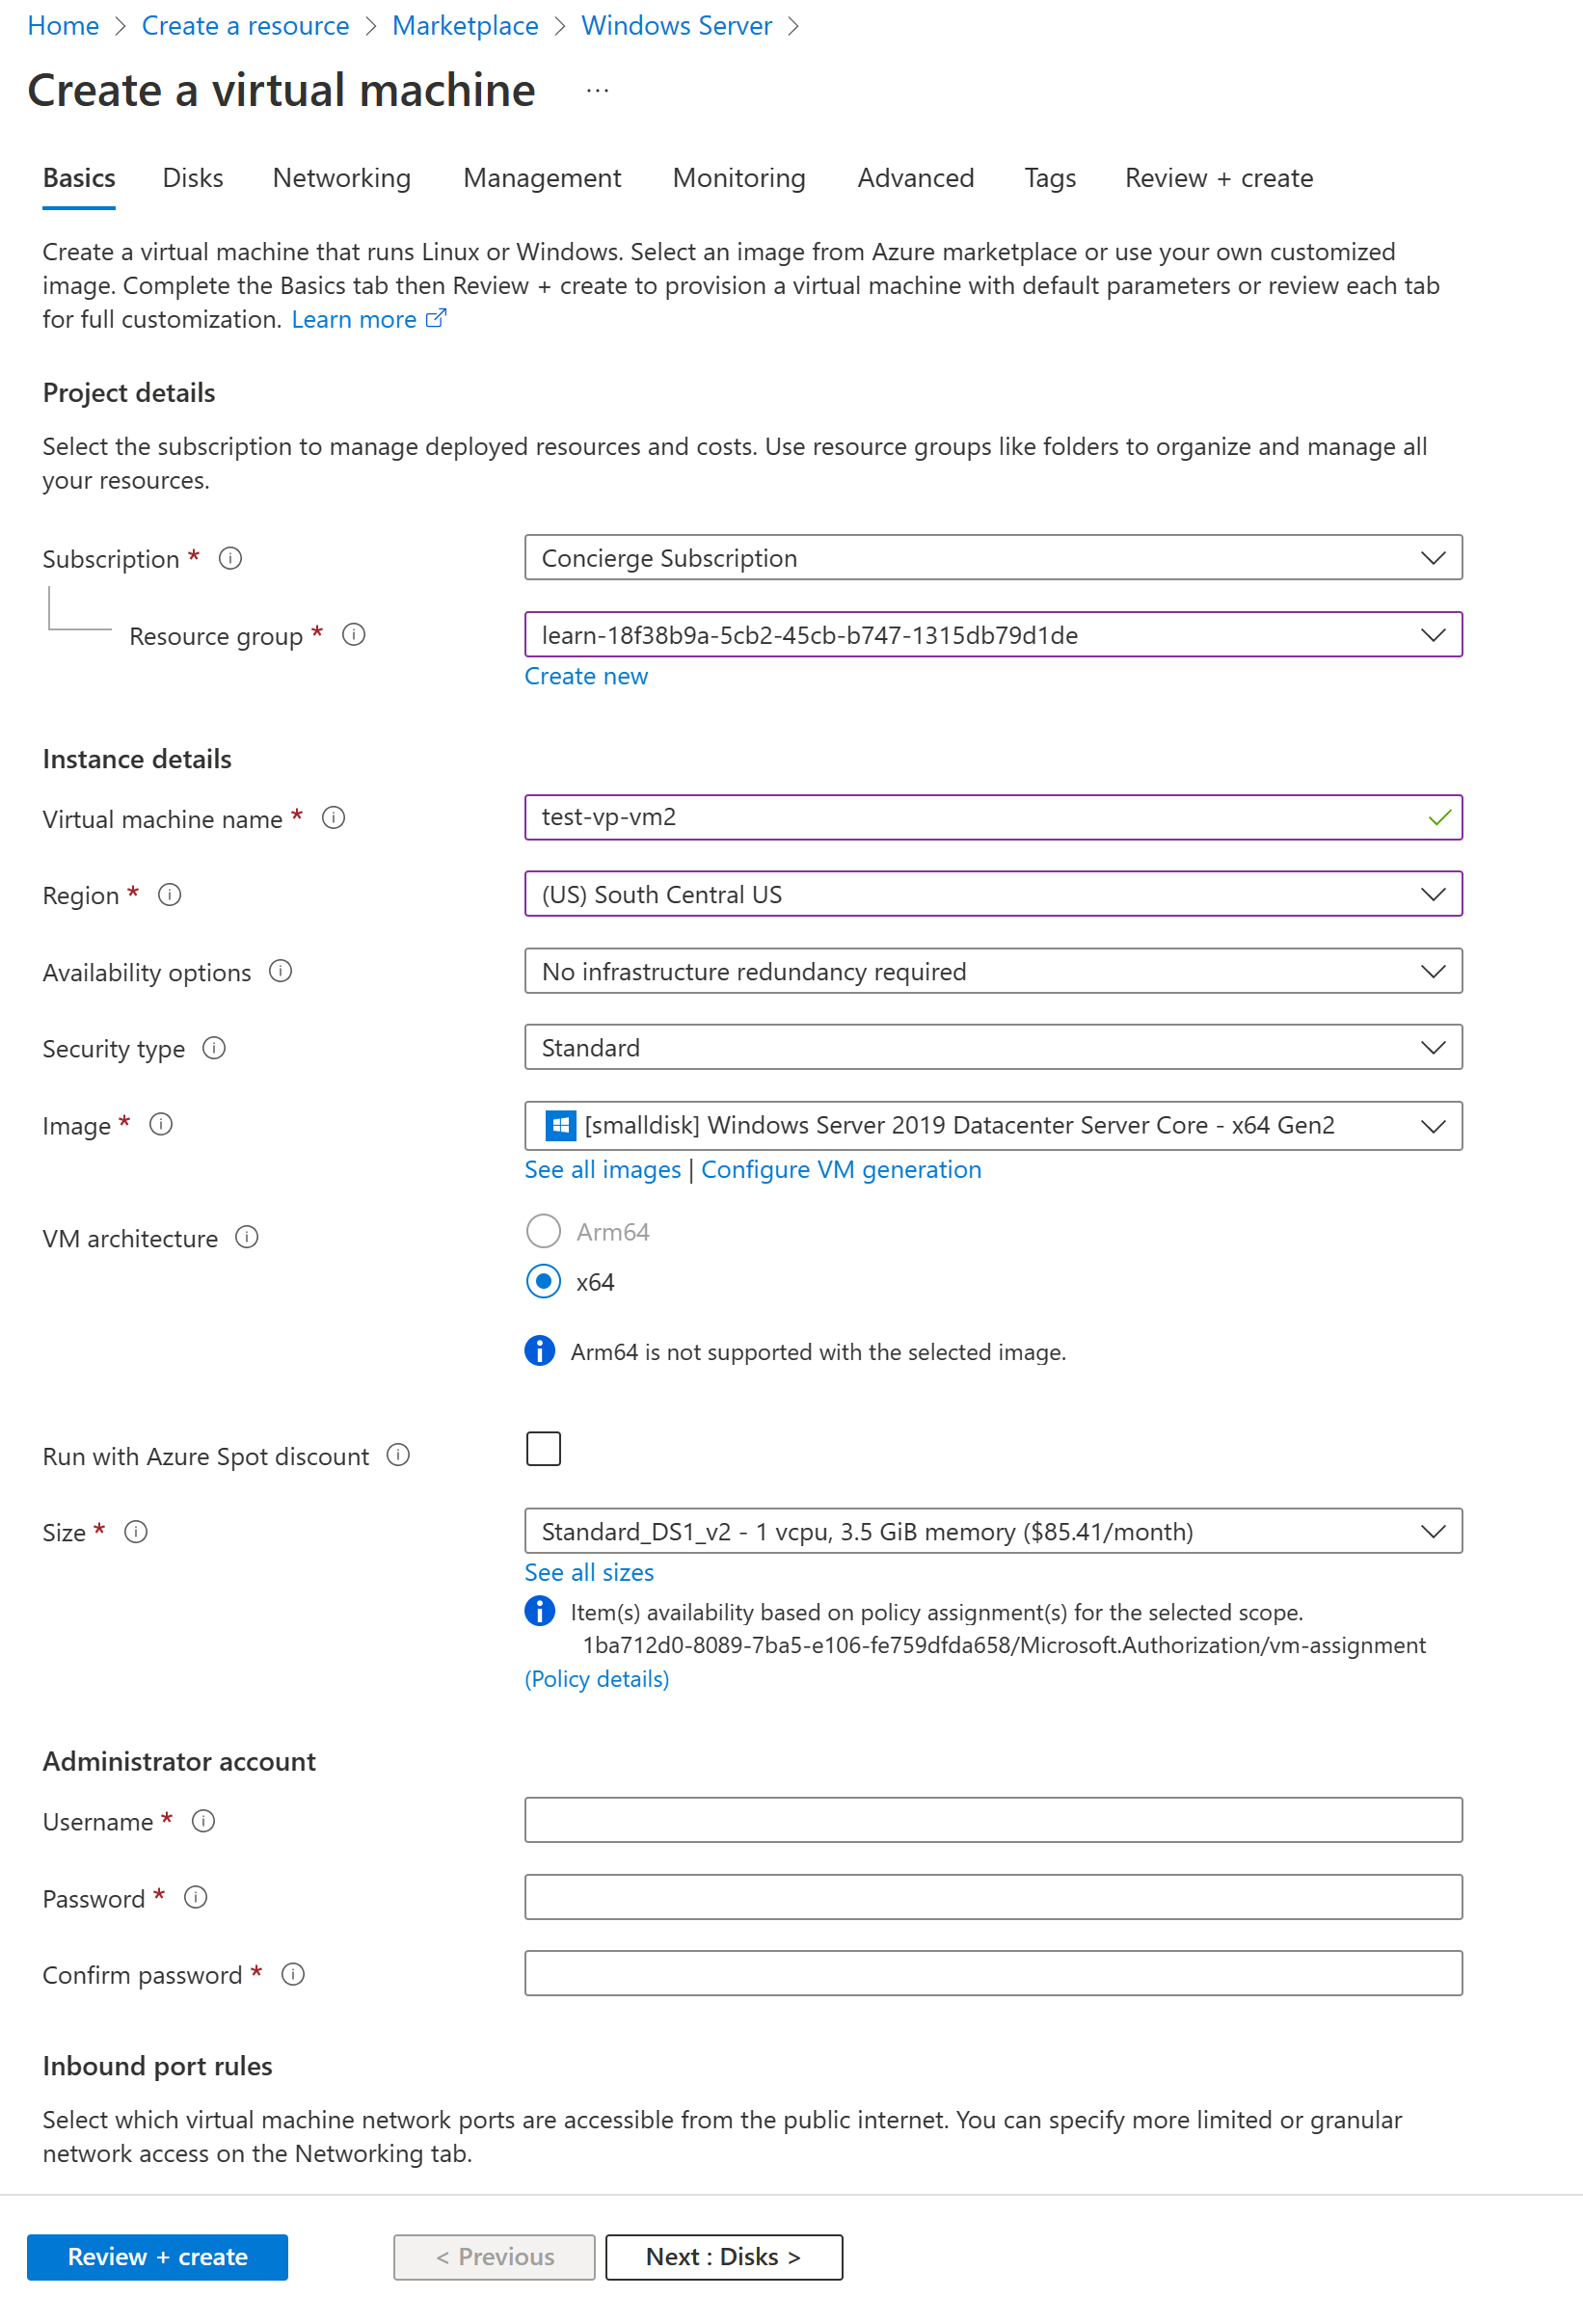 Home > Create a resource > Marketplace > Windows Server >
Create a virtual machine ...
Basics Disks Networking Management Monitoring Advanced Tags Review + create
Create a virtual machine that runs Linux or Windows. Select an image from Azure marketplace or use your own customized
image. Complete the Basics tab then Review + create to provision a virtual machine with default parameters or review each tab
for full customization. Learn more
Project details
Select the subscription to manage deployed resources and costs. Use resource groups like folders to organize and manage all
your resources.
Subscription * Concierge Subscription
Resource group * learn-18f38b9a-5cb2-45cb-b747-1315db79d1de
Create new
Instance details
Virtual machine name * test-vp-vm2
Region * (US) South Central US
Availability options No infrastructure redundancy required
Security type Standard
Image * [smalldisk] Windows Server 2019 Datacenter Server Core - x64 Gen2
See all images | Configure VM generation
VM architecture Arm64
x64
Arm64 is not supported with the selected image.
Run with Azure Spot discount
Size * Standard_DS1_v2 - 1 vcpu, 3.5 GiB memory ($85.41/month)
See all sizes
Item(s) availability based on policy assignment(s) for the selected scope.
1ba712d0-8089-7ba5-e106-fe759dfda658/Microsoft.Authorization/vm-assignment
(Policy details)
Administrator account
Username *
Password *
Confirm password *
Inbound port rules
Select which virtual machine network ports are accessible from the public internet. You can specify more limited or granular
network access on the Networking tab.
Review + create < Previous Next : Disks >